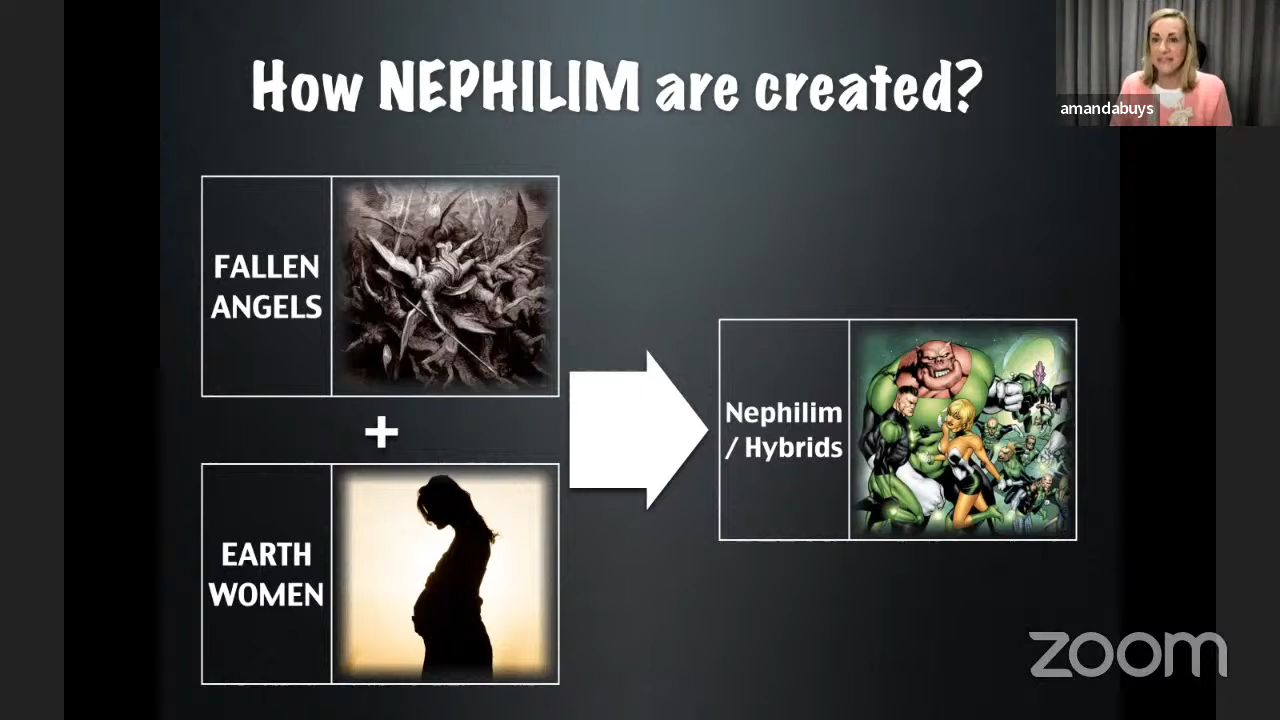 How NEPHILIM are created?
amandabuys
FALLEN
ANGELS
+
EARTH
WOMEN
Nephilim
/ Hybrids
zoom